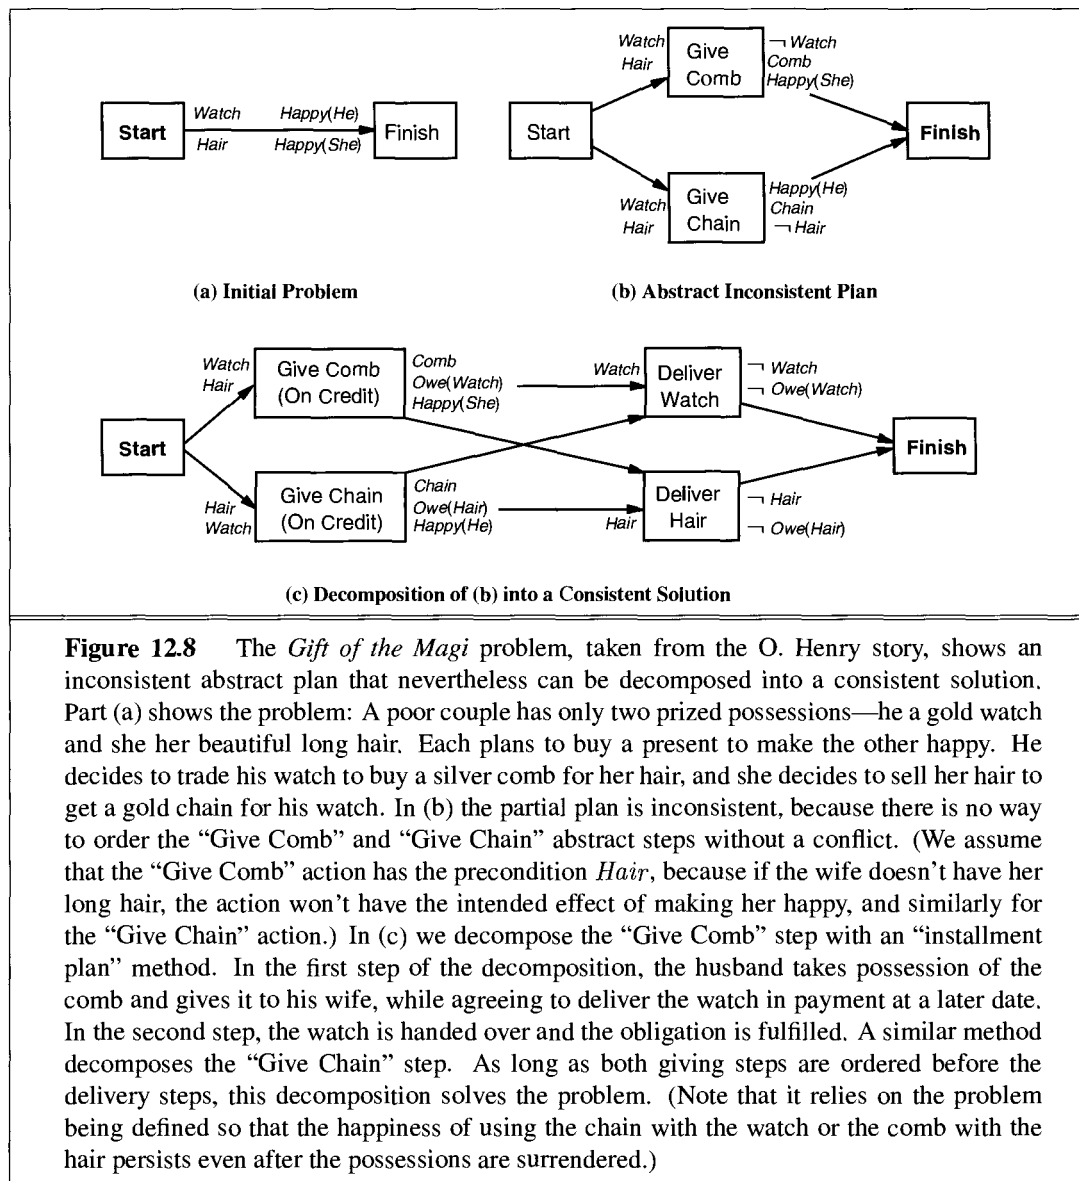 Start
Watch
Hair
Happy(He)
Happy(She)
Finish
(a) Initial Problem
Start
Watch
Hair
Give
Comb
¬ Watch
Comb
Happy(She)
Watch
Hair
Give
Chain
Happy(He)
Chain
¬ Hair
Finish
(b) Abstract Inconsistent Plan
Start
Watch
Hair
Give Comb
(On Credit)
Comb
Owe(Watch)
Happy(She)
Watch
Deliver
Watch
¬ Watch
¬ Owe(Watch)
Hair
Watch
Give Chain
(On Credit)
Chain
Owe(Hair)
Happy(He)
Hair
Deliver
Hair
¬ Hair
¬ Owe(Hair)
Finish
(c) Decomposition of (b) into a Consistent Solution
Figure 12.8 The Gift of the Magi problem, taken from the O. Henry story, shows an
inconsistent abstract plan that nevertheless can be decomposed into a consistent solution.
Part (a) shows the problem: A poor couple has only two prized possessions—he a gold watch
and she her beautiful long hair. Each plans to buy a present to make the other happy. He
decides to trade his watch to buy a silver comb for her hair, and she decides to sell her hair to
get a gold chain for his watch. In (b) the partial plan is inconsistent, because there is no way
to order the “Give Comb” and “Give Chain” abstract steps without a conflict. (We assume
that the “Give Comb” action has the precondition Hair, because if the wife doesn’t have her
long hair, the action won’t have the intended effect of making her happy, and similarly for
the “Give Chain” action.) In (c) we decompose the “Give Comb” step with an “installment
plan” method. In the first step of the decomposition, the husband takes possession of the
comb and gives it to his wife, while agreeing to deliver the watch in payment at a later date.
In the second step, the watch is handed over and the obligation is fulfilled. A similar method
decomposes the “Give Chain” step. As long as both giving steps are ordered before the
delivery steps, this decomposition solves the problem. (Note that it relies on the problem
being defined so that the happiness of using the chain with the watch or the comb with the
hair persists even after the possessions are surrendered.)